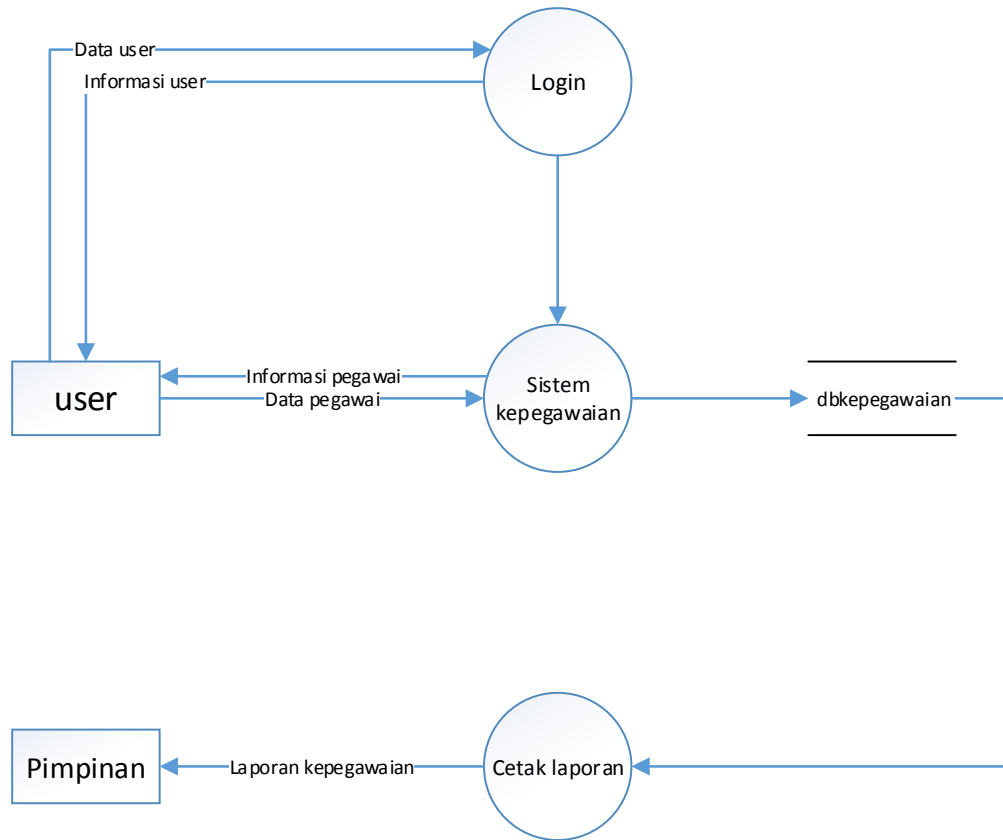 Data user
Informasi user
Login
Informasi pegawai
Data pegawai
user
Sistem
kepegawaian
dbkepegawaian
Pimpinan
Laporan kepegawaian
Cetak laporan